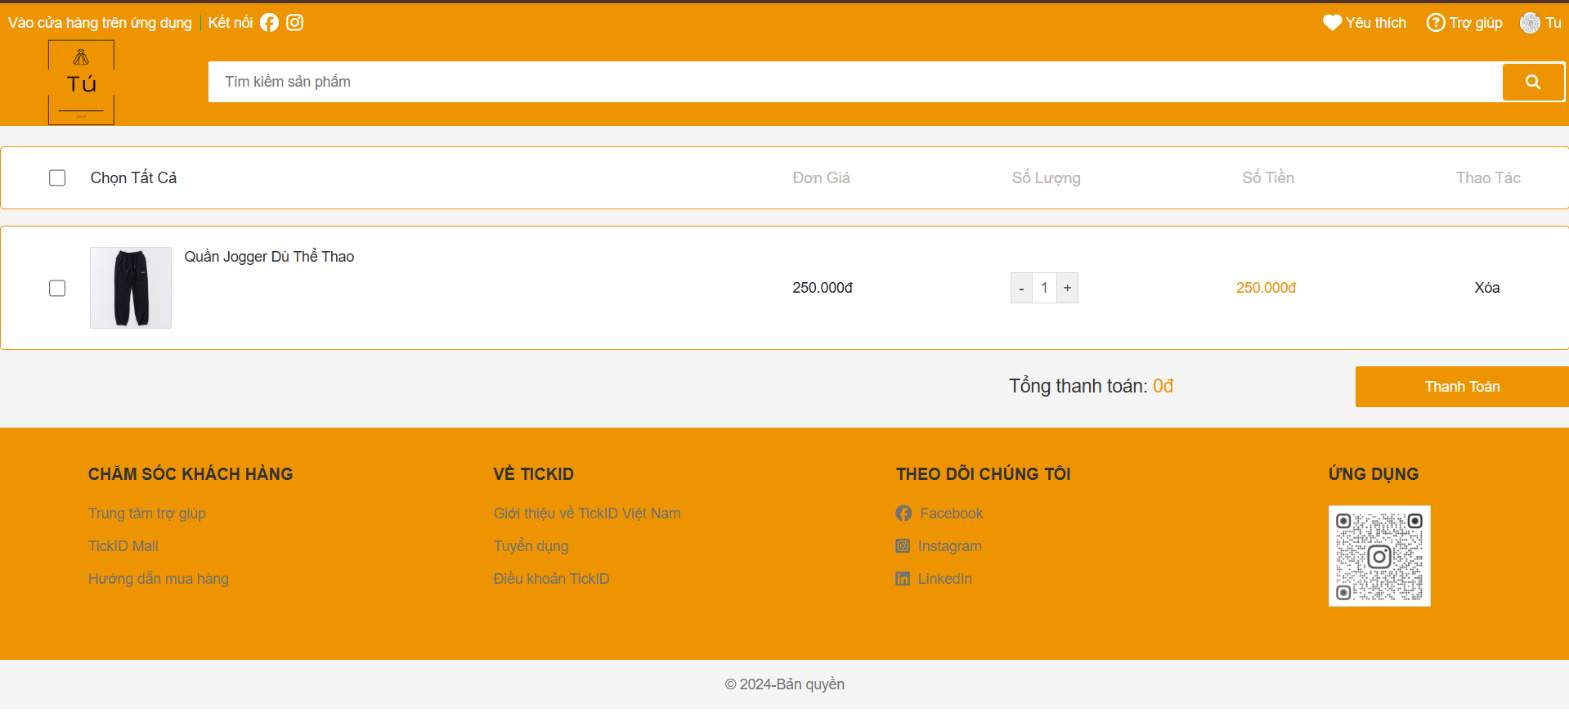 Vào cửa hàng trên ứng dụng Kết nối Yêu thích Trợ giúp Tu
Tú
Tìm kiếm sản phẩm
Chọn Tất Cả Đơn Giá Số Lượng Số Tiền Thao Tác
Quần Jogger Dù Thể Thao
250.000đ - 1 + 250.000đ Xóa
Tổng thanh toán: 0đ Thanh Toán
CHĂM SÓC KHÁCH HÀNG VỀ TICKID THEO DÕI CHÚNG TÔI ỨNG DỤNG
Trung tâm trợ giúp Giới thiệu về TickID Việt Nam Facebook
TickID Mall Tuyển dụng Instagram
Hướng dẫn mua hàng Điều khoản TickID LinkedIn
© 2024-Bản quyền